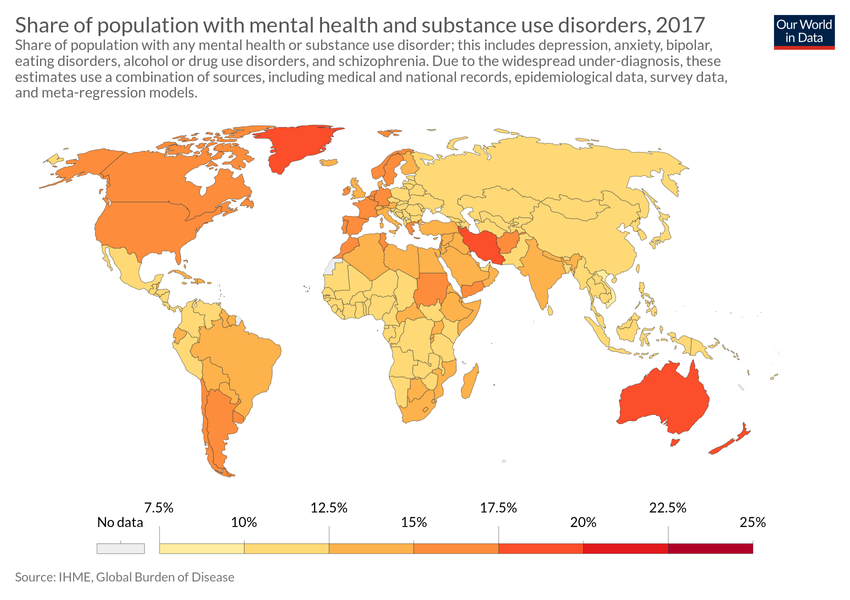 Share of population with mental health and substance use disorders, 2017
Our World
in Data
Share of population with any mental health or substance use disorder; this includes depression, anxiety, bipolar,
eating disorders, alcohol or drug use disorders, and schizophrenia. Due to the widespread under-diagnosis, these
estimates use a combination of sources, including medical and national records, epidemiological data, survey data,
and meta-regression models.
7.5% 12.5% 17.5% 22.5%
No data 10% 15% 20% 25%
Source: IHME, Global Burden of Disease